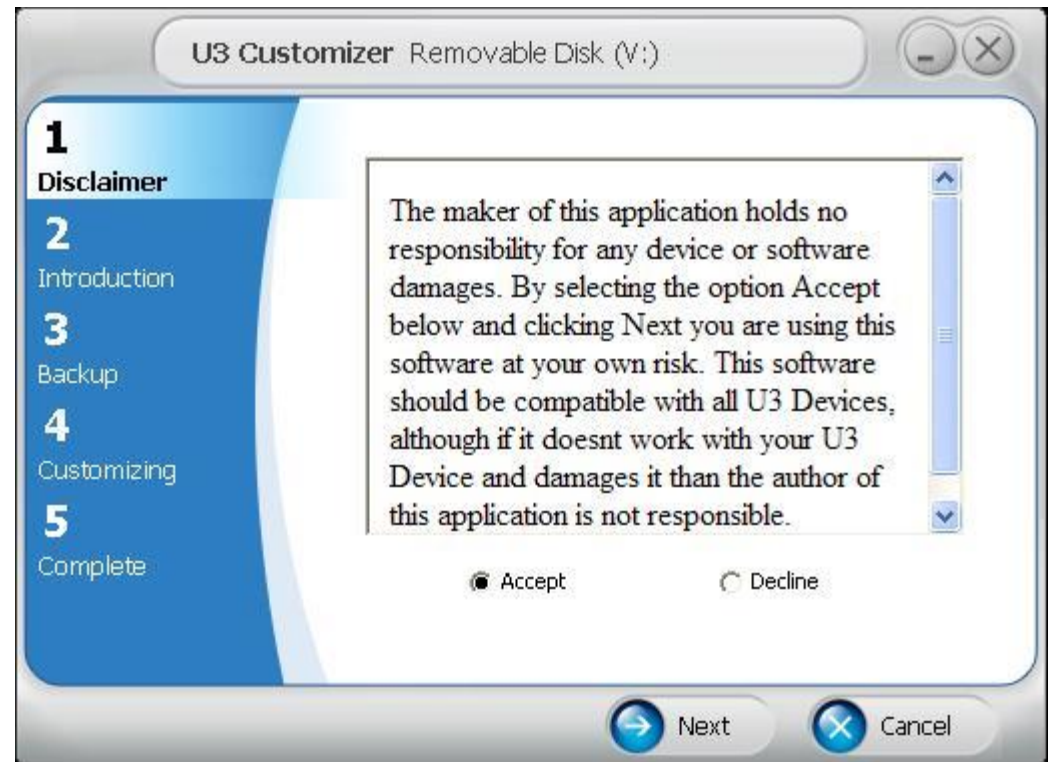 U3 Customizer Removable Disk (V:)
1
Disclaimer
2
Introduction
3
Backup
4
Customizing
5
Complete
The maker of this application holds no
responsibility for any device or software
damages. By selecting the option Accept
below and clicking Next you are using this
software at your own risk. This software
should be compatible with all U3 Devices,
although if it doesnt work with your U3
Device and damages it than the author of
this application is not responsible.
Accept Decline
Next Cancel